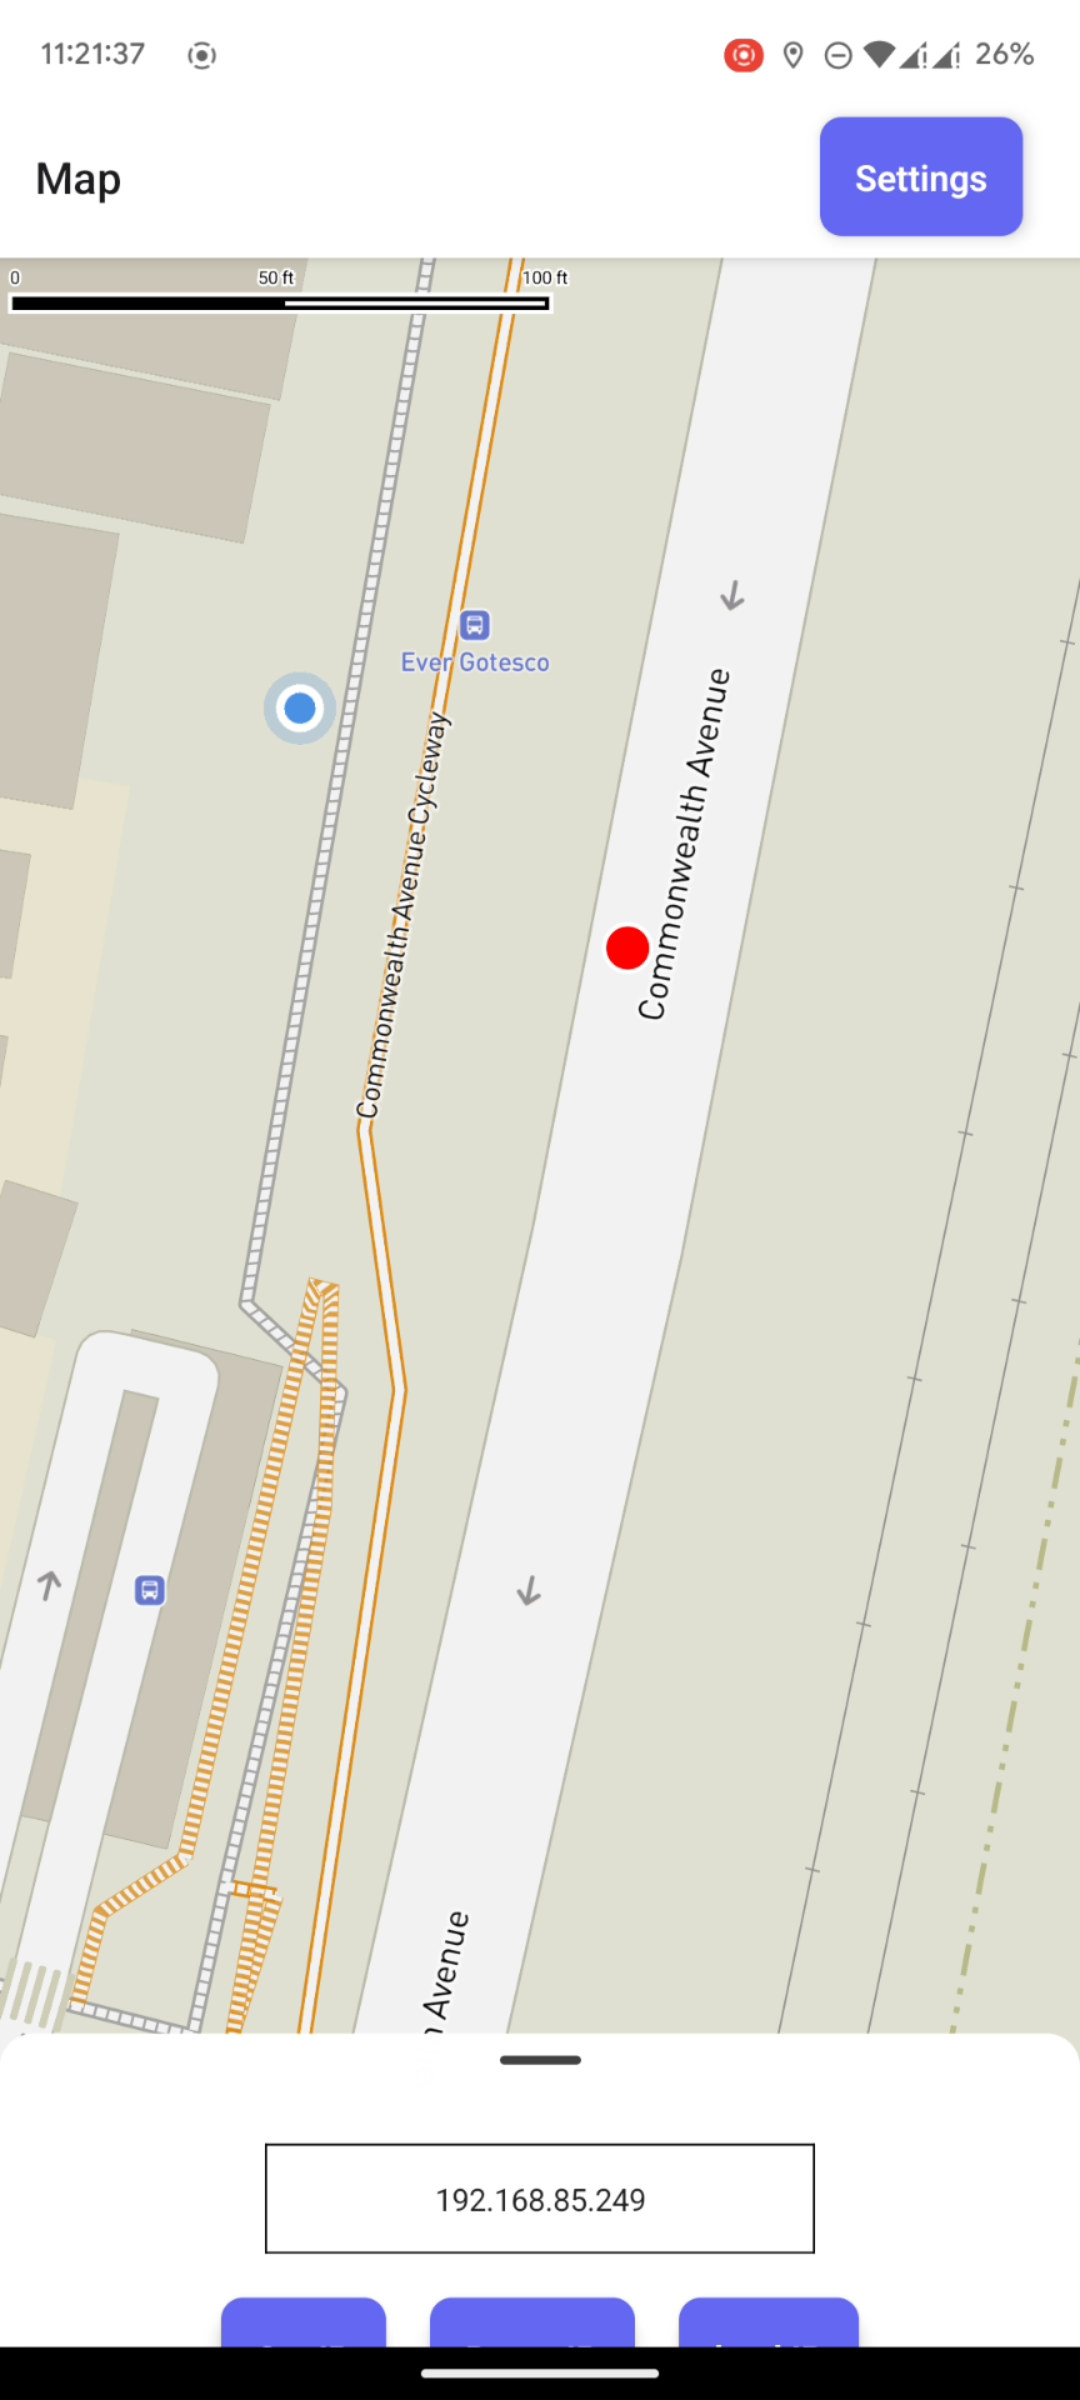 11:21:37
26%
Map
Settings
0 50 ft 100 ft
Ever Gotesco
Commonwealth Avenue
Commonwealth Avenue Cycleway
Avenue
192.168.85.249